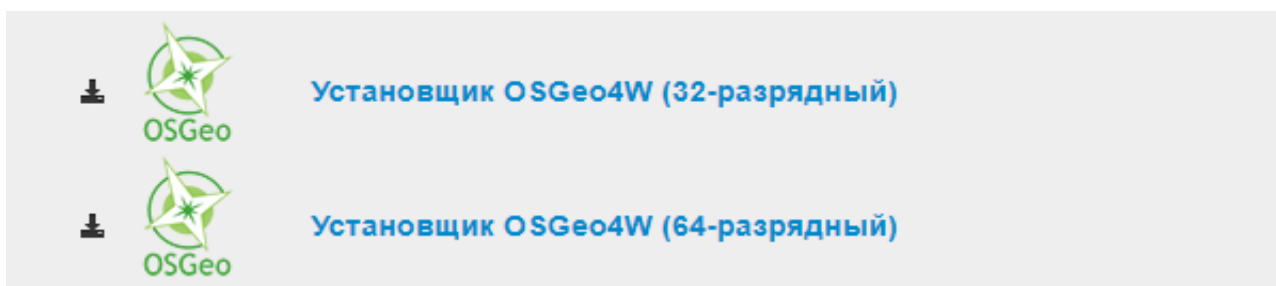 Установщик OSGeo4W (32-разрядный)
OSGeo
Установщик OSGeo4W (64-разрядный)
OSGeo